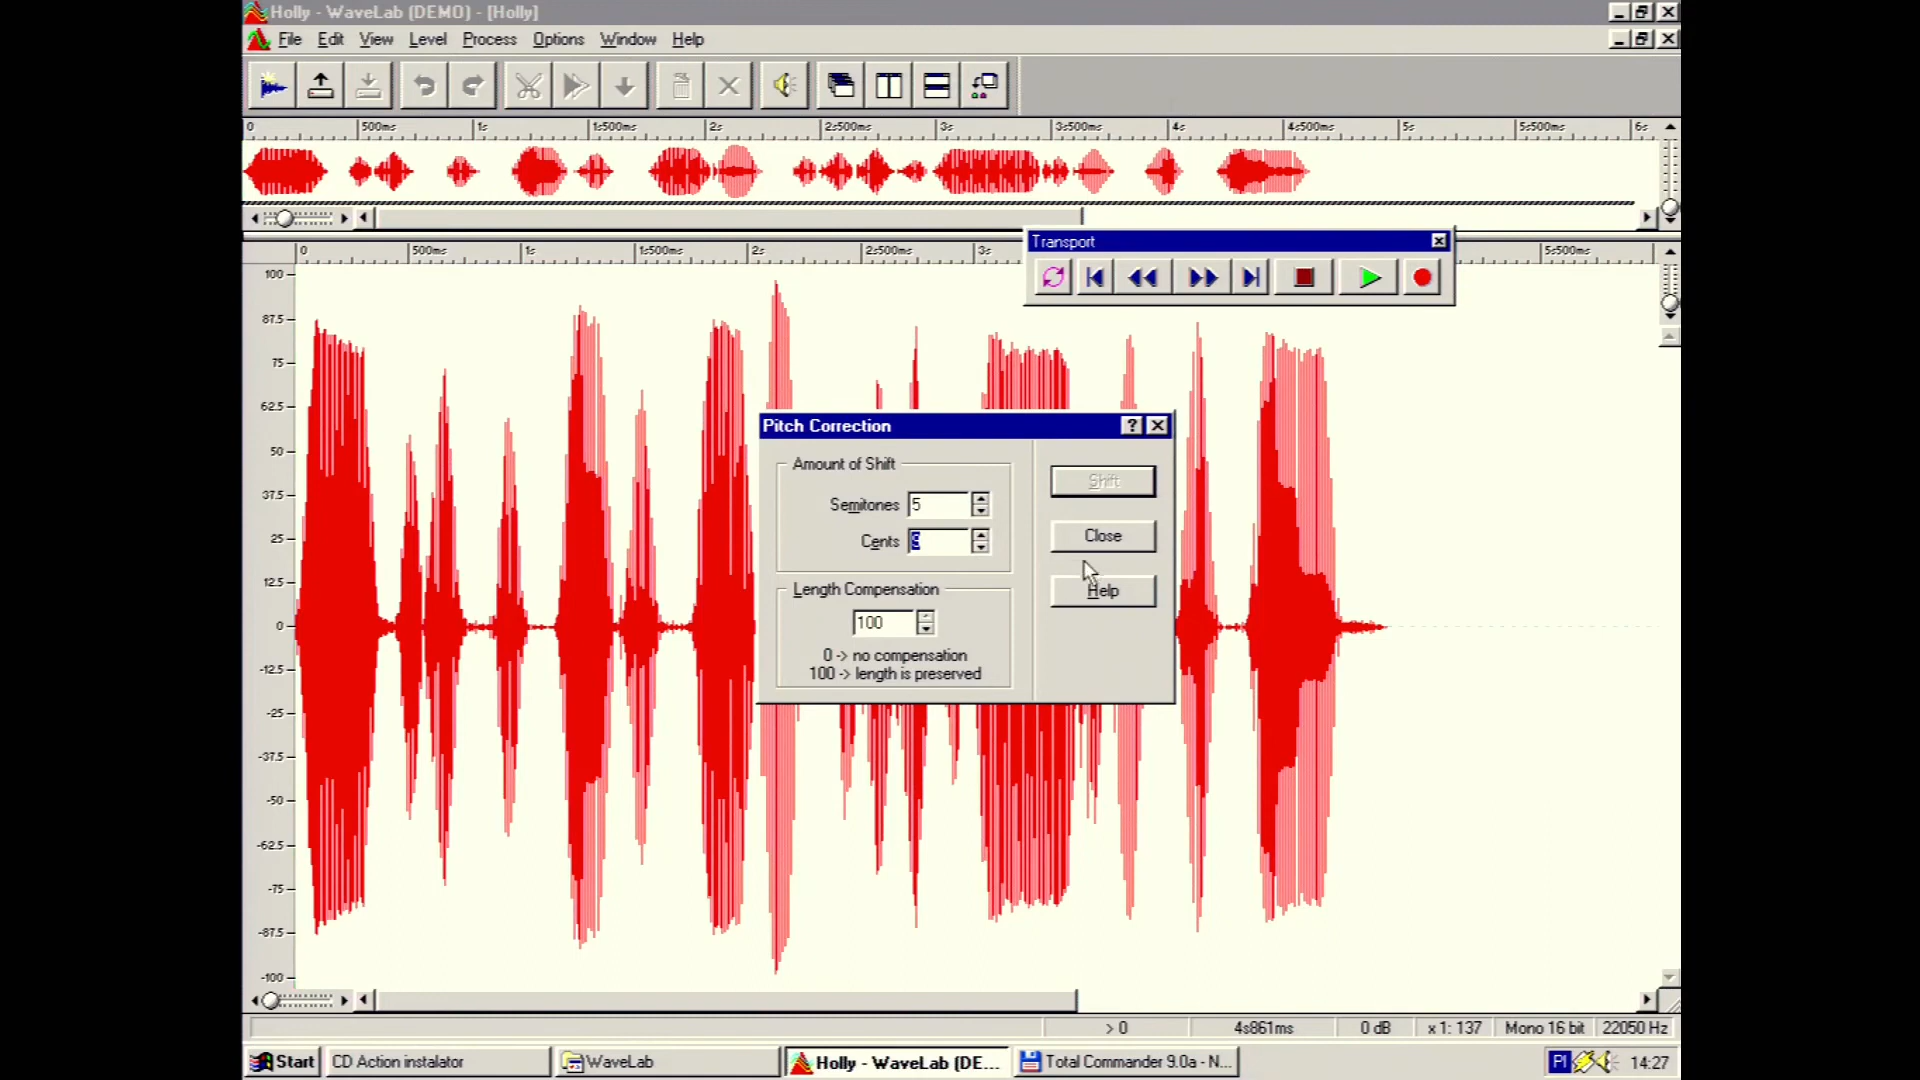 Holly - WaveLab (DEMO) - [Holly]
File Edit View Level Process Options Window Help
0 500ms 1s 1s500ms 2s 2s500ms 3s 3s500ms 4s 4s500ms 5s 5s500ms 6s
0 500ms 1s 1s500ms 2s 2s500ms 3s 5s500ms
Transport
100
87.5
75
62.5
50
37.5
25
12.5
0
-12.5
-25
-37.5
-50
-62.5
-75
-87.5
-100
Pitch Correction
Amount of Shift
Semitones 5
Cents
Shift
Close
Help
Length Compensation
100
0 -> no compensation
100 -> length is preserved
> 0 4s861ms 0 dB x 1: 137 Mono 16 bit 22050 Hz
Start CD Action instalator WaveLab Holly - WaveLab (DE... Total Commander 9.0a - N... Pl 14:27